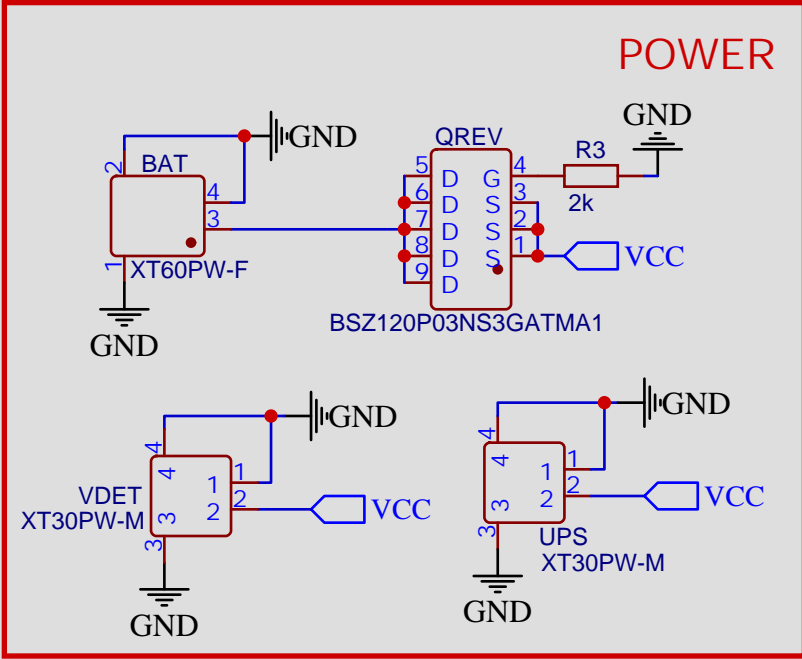 POWER
GND
GND
QREV
R3
2k
BAT
2
4
3
1
XT60PW-F
GND
5 D G 4
6 D S 3
7 D S 2
8 D S 1
9 D
VCC
BSZ120P03NS3GATMA1
GND
4
4
1 1
2 2
3
3
VDET
XT30PW-M
VCC
GND
GND
4
4
1 1
2 2
3
3
VCC
UPS
XT30PW-M
GND